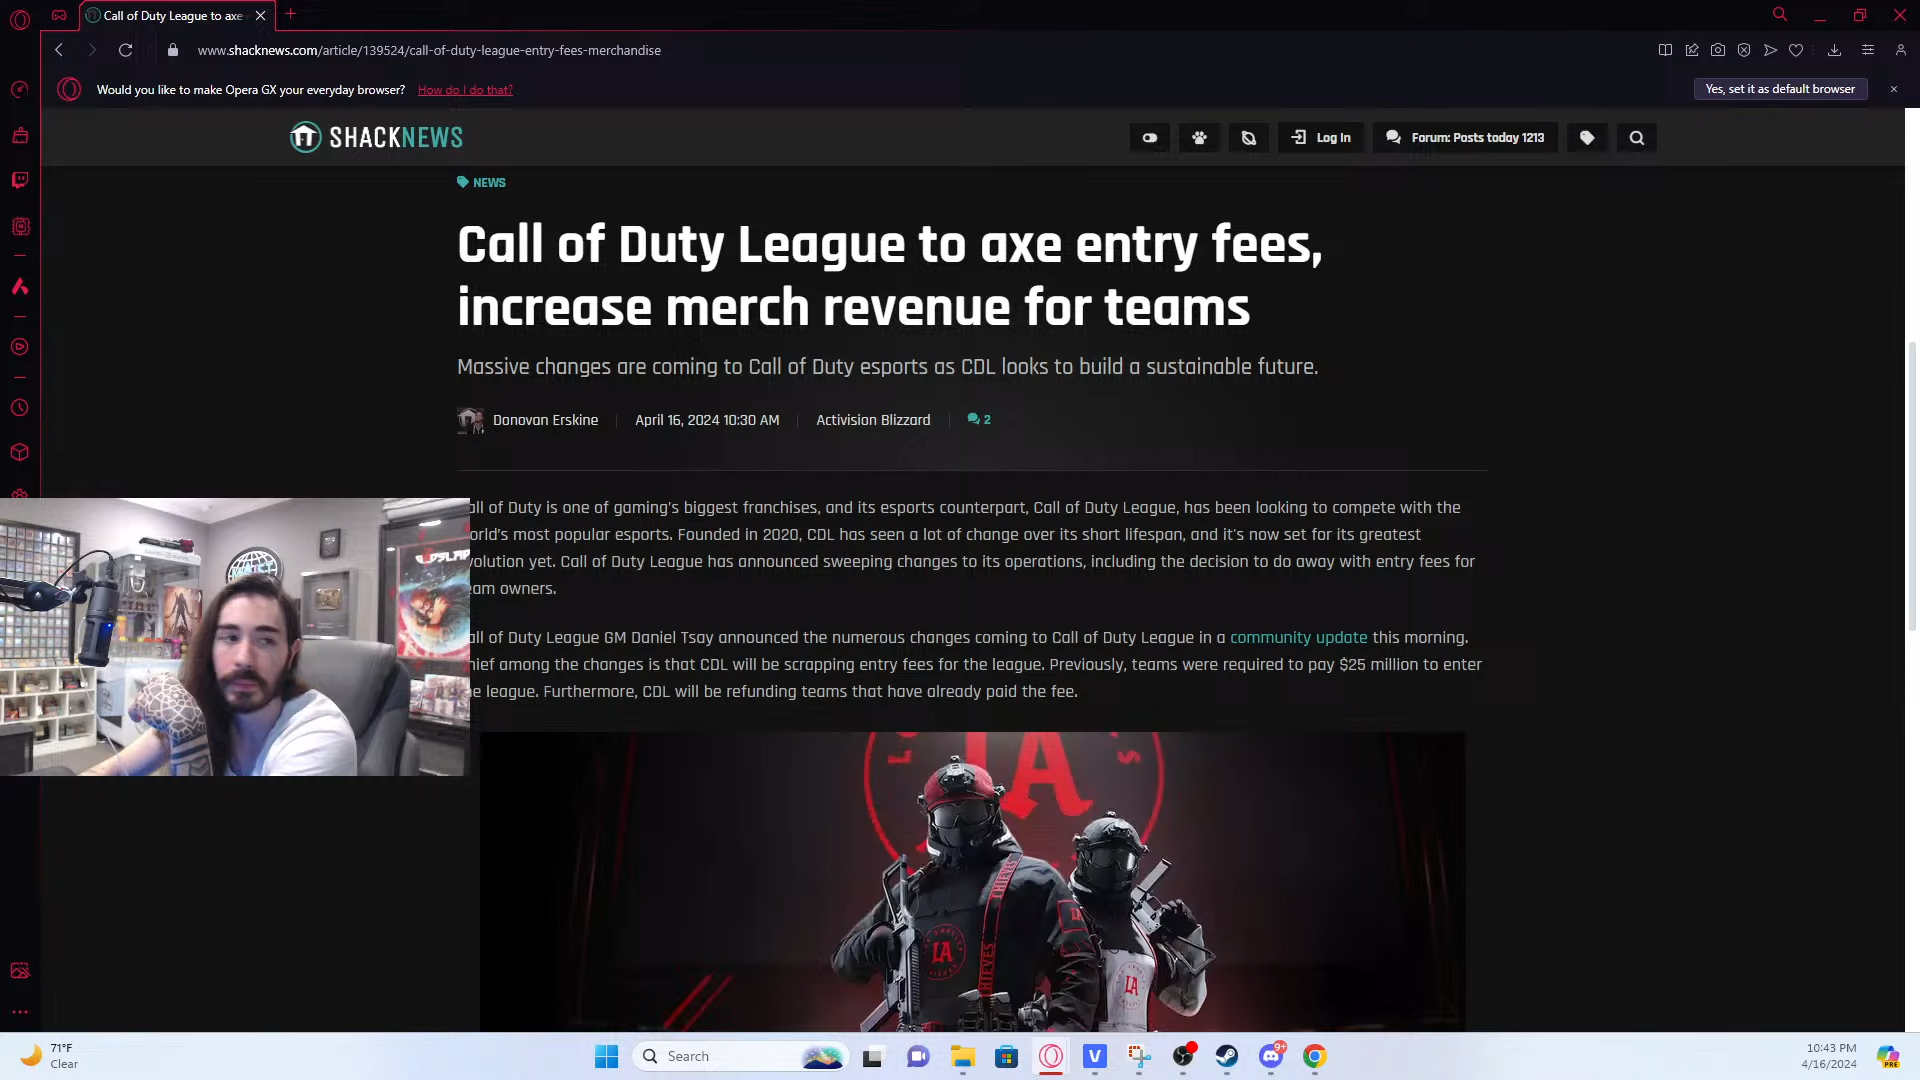 Call of Duty League to axe
www.shacknews.com/article/139524/call-of-duty-league-entry-fees-merchandise
Would you like to make Opera GX your everyday browser? How do I do that?
Yes, set it as default browser
SHACKNEWS
Log In
Forum: Posts today 1213
NEWS
Call of Duty League to axe entry fees,
increase merch revenue for teams
Massive changes are coming to Call of Duty esports as CDL looks to build a sustainable future.
Donovan Erskine
April 16, 2024 10:30 AM
Activision Blizzard
2
all of Duty is one of gaming's biggest franchises, and its esports counterpart, Call of Duty League, has been looking to compete with the
orld's most popular esports. Founded in 2020, CDL has seen a lot of change over its short lifespan, and it's now set for its greatest
volution yet. Call of Duty League has announced sweeping changes to its operations, including the decision to do away with entry fees for
eam owners.
all of Duty League GM Daniel Tsay announced the numerous changes coming to Call of Duty League in a community update this morning.
hief among the changes is that CDL will be scrapping entry fees for the league. Previously, teams were required to pay $25 million to enter
he league. Furthermore, CDL will be refunding teams that have already paid the fee.
LA
THIEVES
LA
THIEVES
LA
71°F
Clear
Search
9+
10:43 PM
4/16/2024
PRE